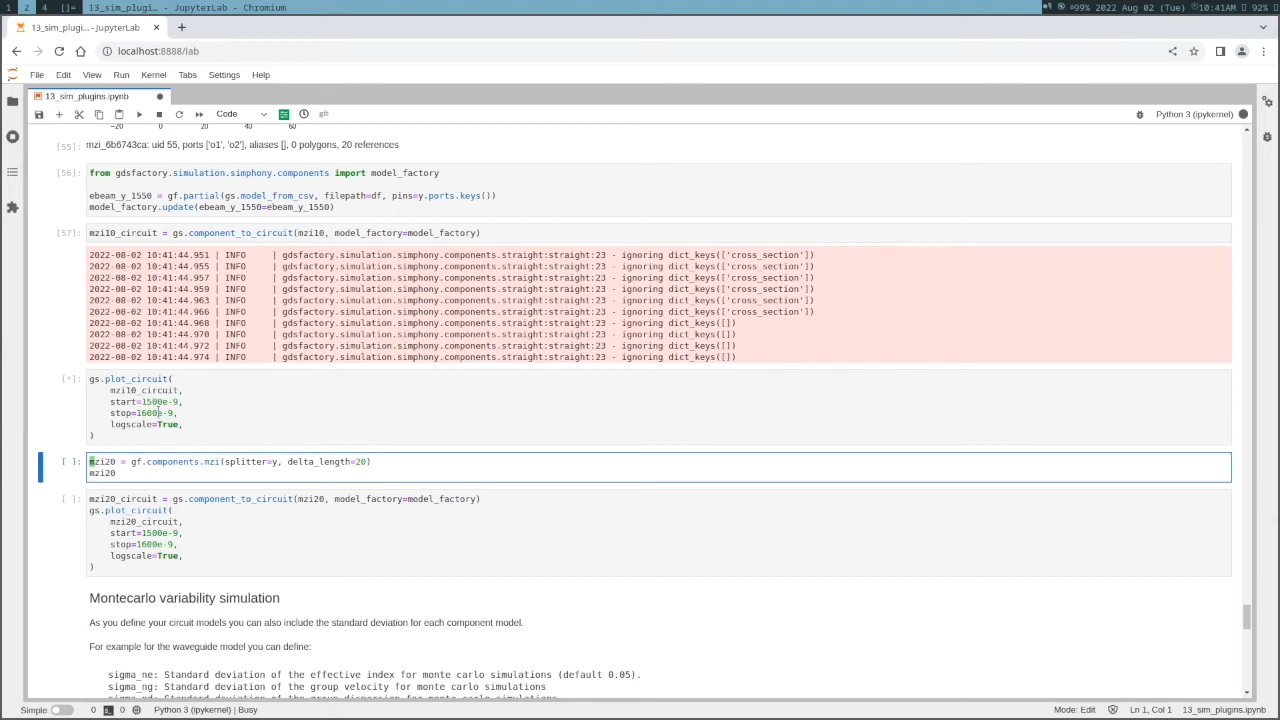 1 2 4 []= 13_sim_plugi... - JupyterLab - Chromium 99% 2022 Aug 02 (Tue) 10:41AM 92%
13_sim_plugi... - JupyterLab
localhost:8888/lab
File Edit View Run Kernel Tabs Settings Help
13_sim_plugins.ipynb
Code git Python 3 (ipykernel)
−20 0 20 40 60
[55]: mzi_6b6743ca: uid 55, ports ['o1', 'o2'], aliases [], 0 polygons, 20 references
[56]: from gdsfactory.simulation.simphony.components import model_factory
ebeam_y_1550 = gf.partial(gs.model_from_csv, filepath=df, pins=y.ports.keys())
model_factory.update(ebeam_y_1550=ebeam_y_1550)
[57]: mzi10_circuit = gs.component_to_circuit(mzi10, model_factory=model_factory)
2022-08-02 10:41:44.951 | INFO | gdsfactory.simulation.simphony.components.straight:straight:23 - ignoring dict_keys(['cross_section'])
2022-08-02 10:41:44.955 | INFO | gdsfactory.simulation.simphony.components.straight:straight:23 - ignoring dict_keys(['cross_section'])
2022-08-02 10:41:44.957 | INFO | gdsfactory.simulation.simphony.components.straight:straight:23 - ignoring dict_keys(['cross_section'])
2022-08-02 10:41:44.959 | INFO | gdsfactory.simulation.simphony.components.straight:straight:23 - ignoring dict_keys(['cross_section'])
2022-08-02 10:41:44.963 | INFO | gdsfactory.simulation.simphony.components.straight:straight:23 - ignoring dict_keys(['cross_section'])
2022-08-02 10:41:44.966 | INFO | gdsfactory.simulation.simphony.components.straight:straight:23 - ignoring dict_keys(['cross_section'])
2022-08-02 10:41:44.968 | INFO | gdsfactory.simulation.simphony.components.straight:straight:23 - ignoring dict_keys([])
2022-08-02 10:41:44.970 | INFO | gdsfactory.simulation.simphony.components.straight:straight:23 - ignoring dict_keys([])
2022-08-02 10:41:44.972 | INFO | gdsfactory.simulation.simphony.components.straight:straight:23 - ignoring dict_keys([])
2022-08-02 10:41:44.974 | INFO | gdsfactory.simulation.simphony.components.straight:straight:23 - ignoring dict_keys([])
[*]: gs.plot_circuit(
mzi10_circuit,
start=1500e-9,
stop=1600e-9,
logscale=True,
)
[ ]: mzi20 = gf.components.mzi(splitter=y, delta_length=20)
mzi20
[ ]: mzi20_circuit = gs.component_to_circuit(mzi20, model_factory=model_factory)
gs.plot_circuit(
mzi20_circuit,
start=1500e-9,
stop=1600e-9,
logscale=True,
)
Montecarlo variability simulation
As you define your circuit models you can also include the standard deviation for each component model.
For example for the waveguide model you can define:
sigma_ne: Standard deviation of the effective index for monte carlo simulations (default 0.05).
sigma_ng: Standard deviation of the group velocity for monte carlo simulations
Simple 0 2 Python 3 (ipykernel) | Busy Mode: Edit Ln 1, Col 1 13_sim_plugins.ipynb